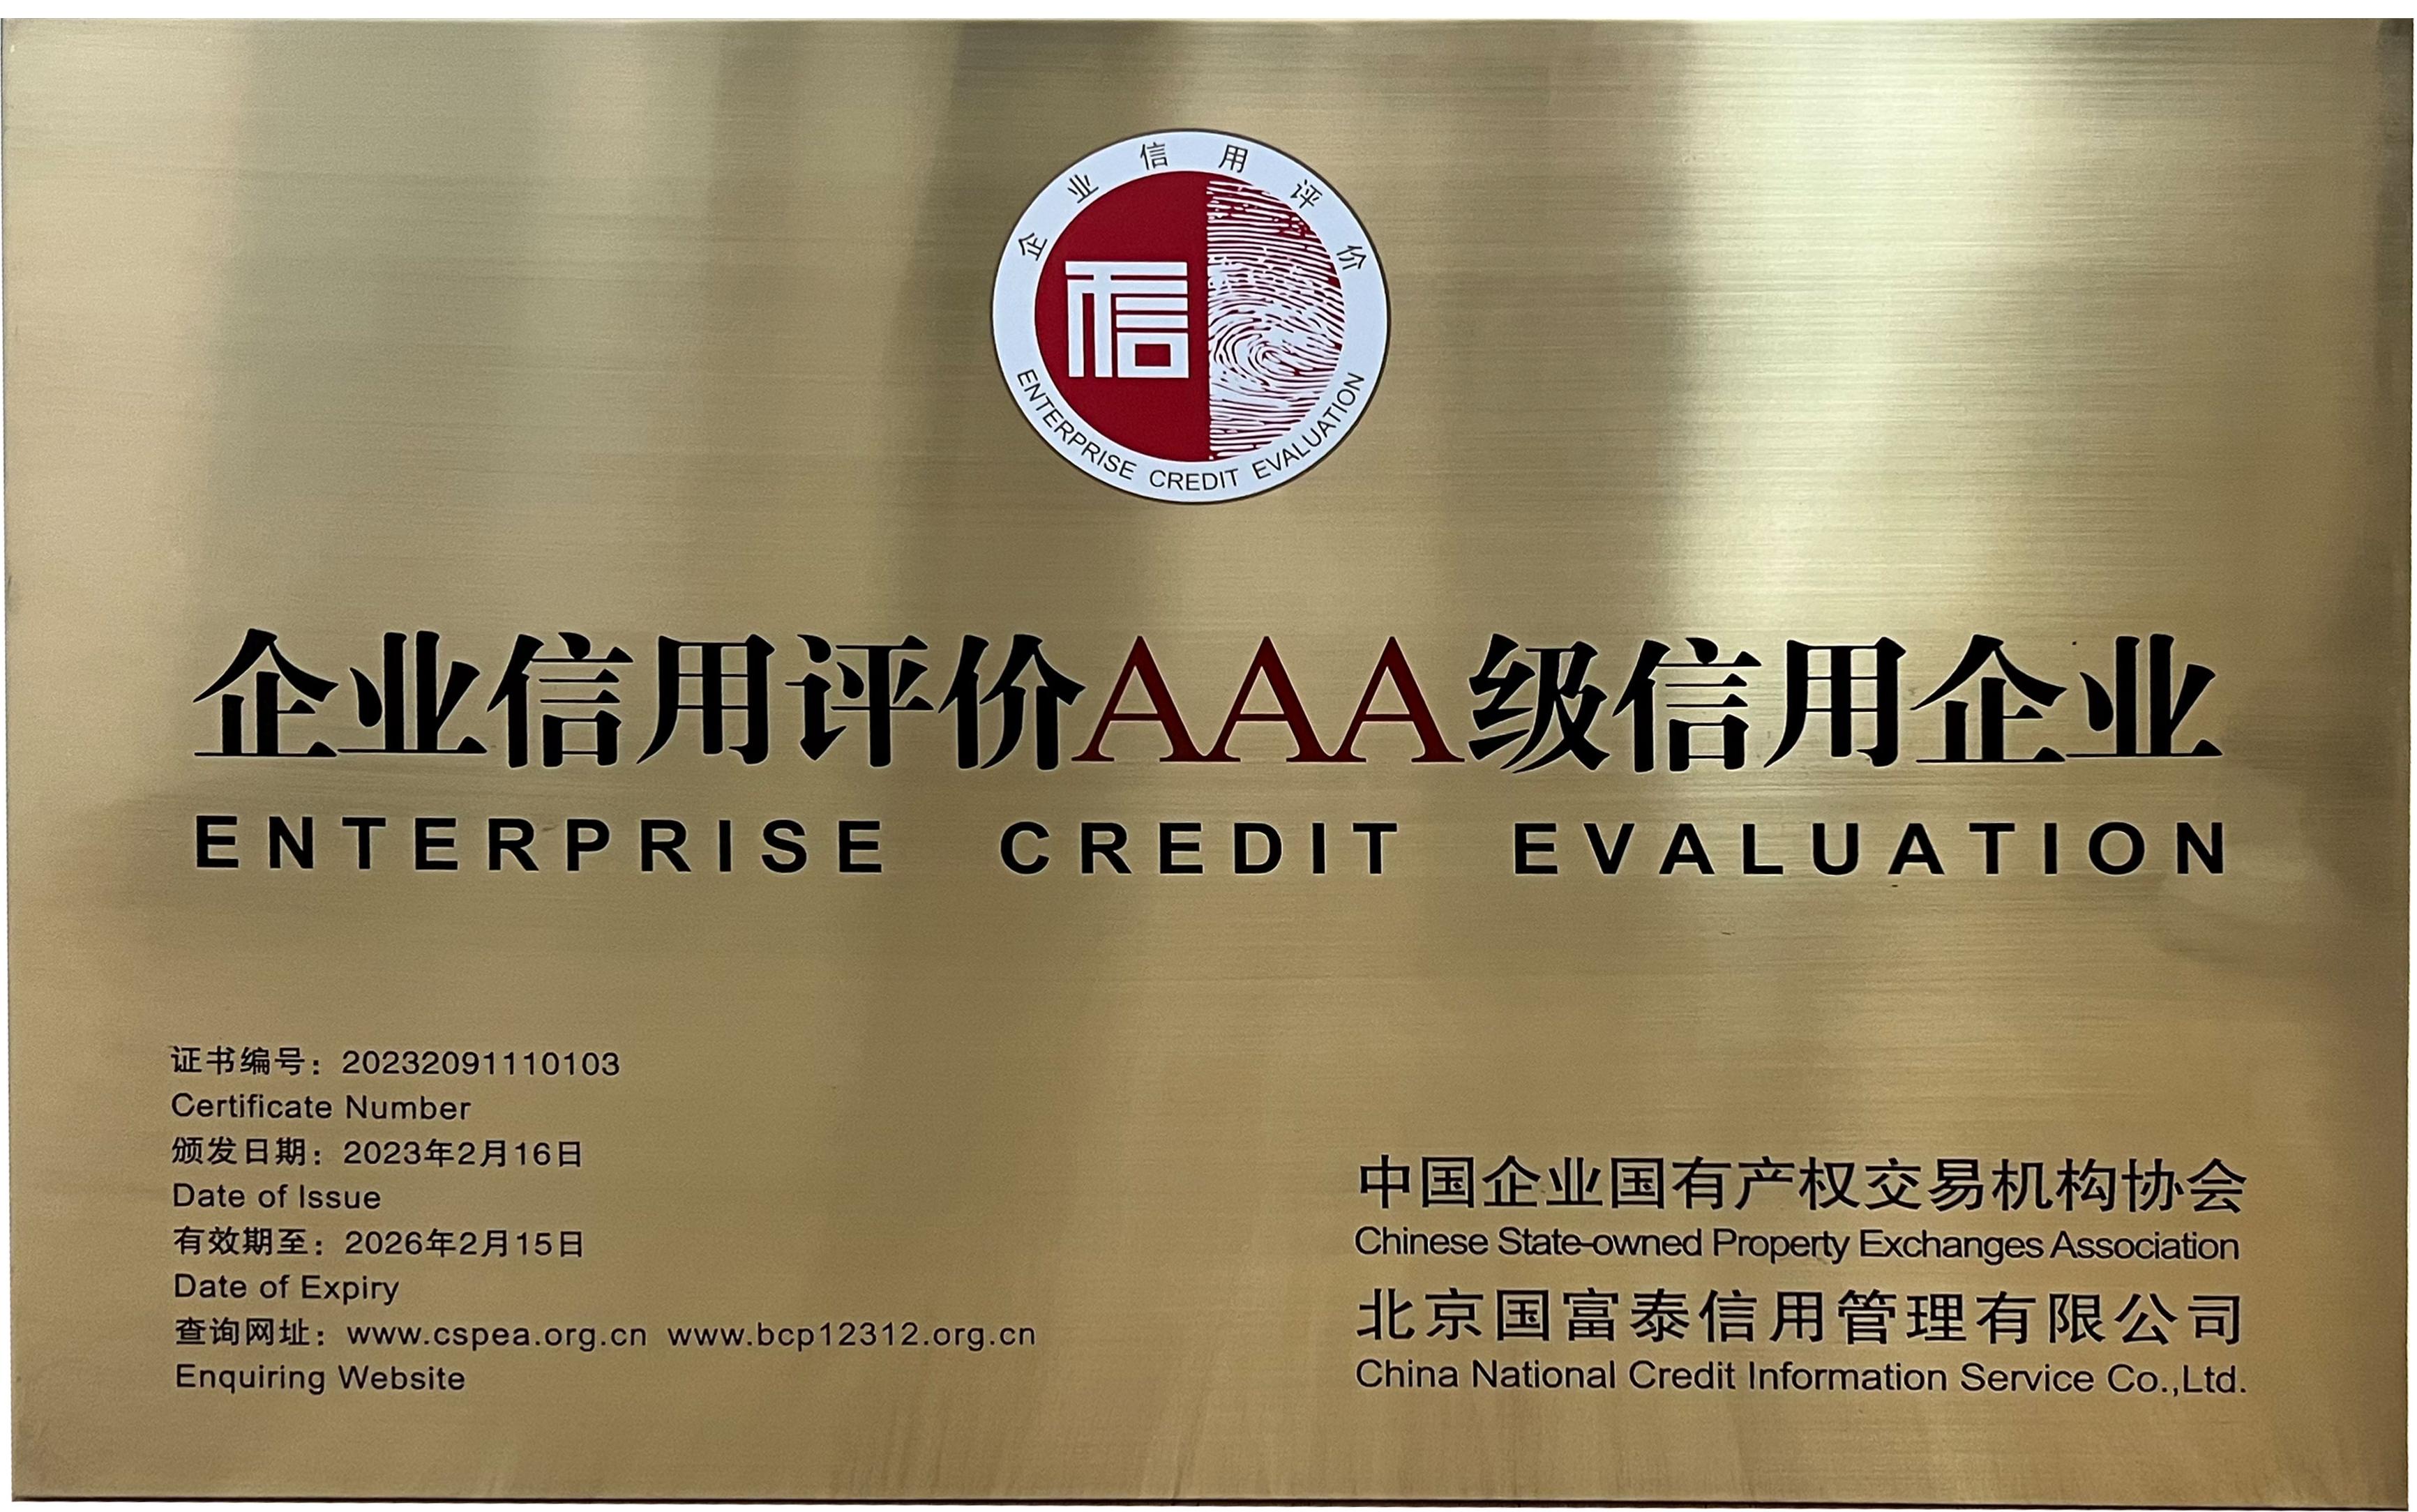 企业信用评价
信
ENTERPRISE CREDIT EVALUATION
企业信用评价AAA级信用企业
ENTERPRISE CREDIT EVALUATION
证书编号：20232091110103
Certificate Number
颁发日期：2023年2月16日
Date of Issue
有效期至：2026年2月15日
Date of Expiry
查询网址：www.cspea.org.cn www.bcp12312.org.cn
Enquiring Website
中国企业国有产权交易机构协会
Chinese State-owned Property Exchanges Association
北京国富泰信用管理有限公司
China National Credit Information Service Co.,Ltd.